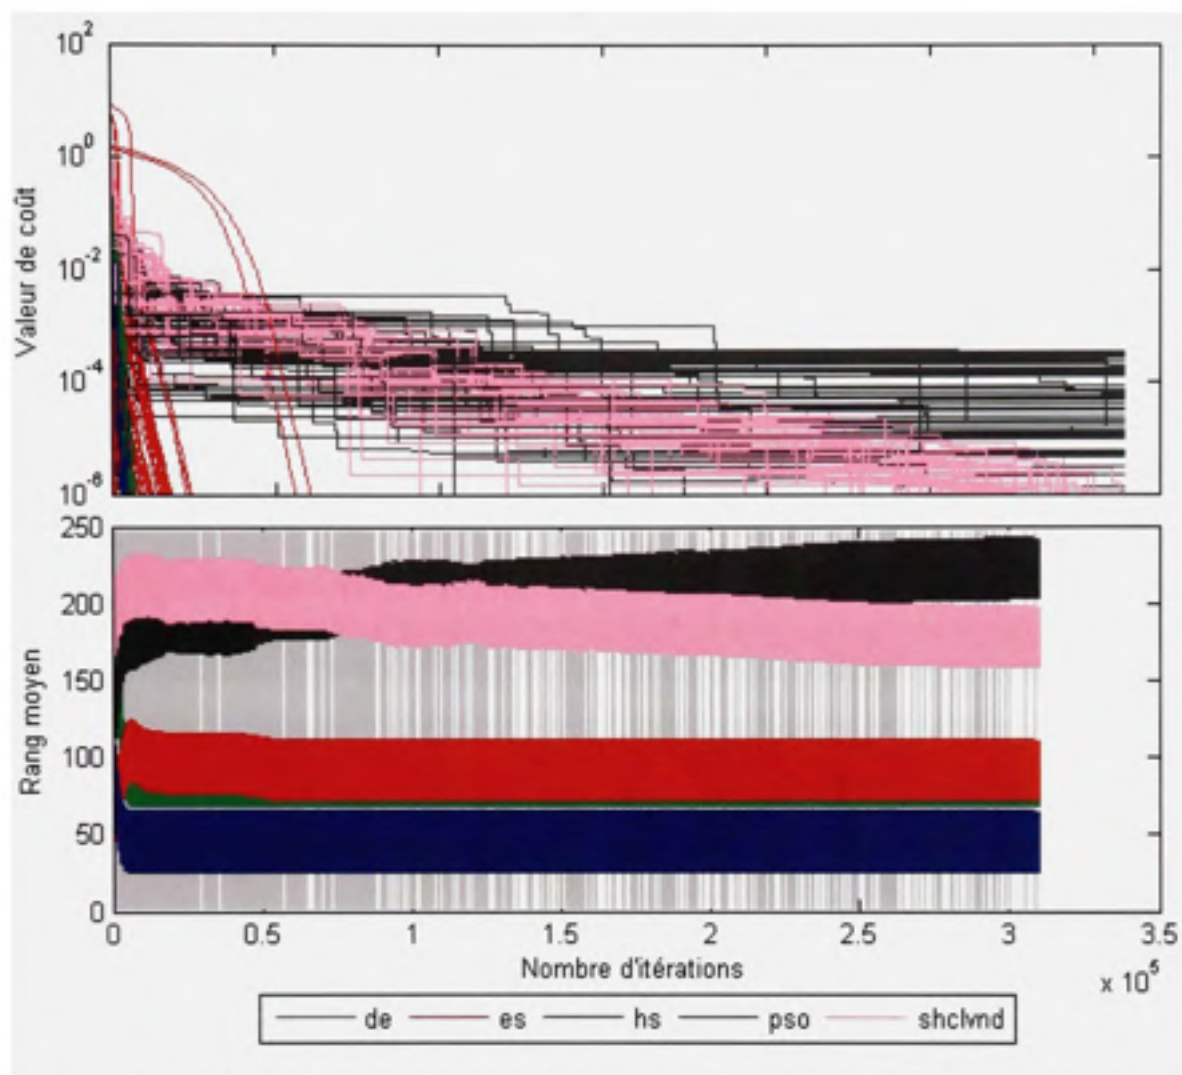 10^2
10^0
10^-2
10^-4
10^-6
Valeur de coût
250
200
150
100
50
0
Rang moyen
0 0.5 1 1.5 2 2.5 3 3.5
Nombre d'itérations
x 10^5
de es hs pso shclvnd